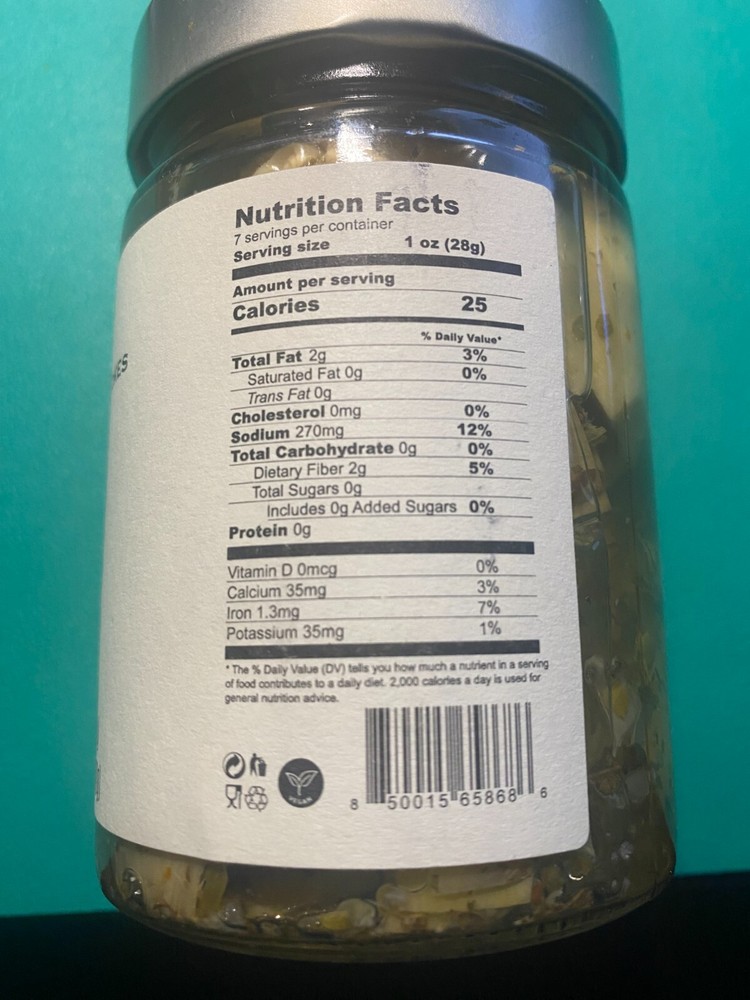 Nutrition Facts
7 servings per container
Serving size 1 oz (28g)
Amount per serving
Calories 25
% Daily Value*
Total Fat 2g 3%
Saturated Fat 0g 0%
Trans Fat 0g
Cholesterol 0mg 0%
Sodium 270mg 12%
Total Carbohydrate 0g 0%
Dietary Fiber 2g 5%
Total Sugars 0g
Includes 0g Added Sugars 0%
Protein 0g
Vitamin D 0mcg 0%
Calcium 35mg 3%
Iron 1.3mg 7%
Potassium 35mg 1%
* The % Daily Value (DV) tells you how much a nutrient in a serving
of food contributes to a daily diet. 2,000 calories a day is used for
general nutrition advice.
VEGAN
8 50015 65868 6